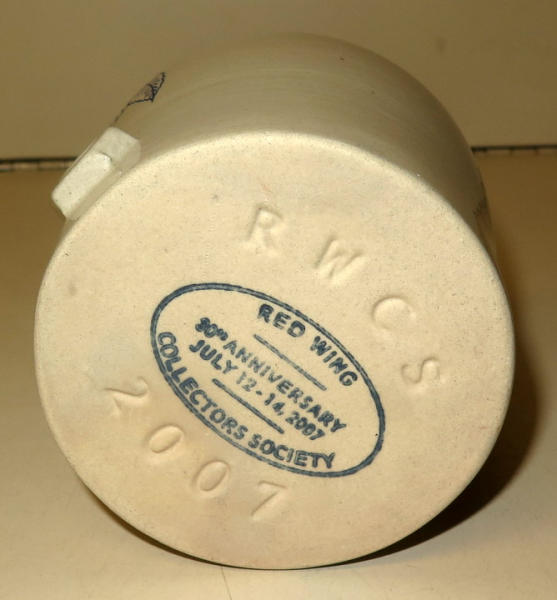 RWCS
RED WING
30TH ANNIVERSARY
JULY 12-14, 2007
COLLECTORS SOCIETY
2007